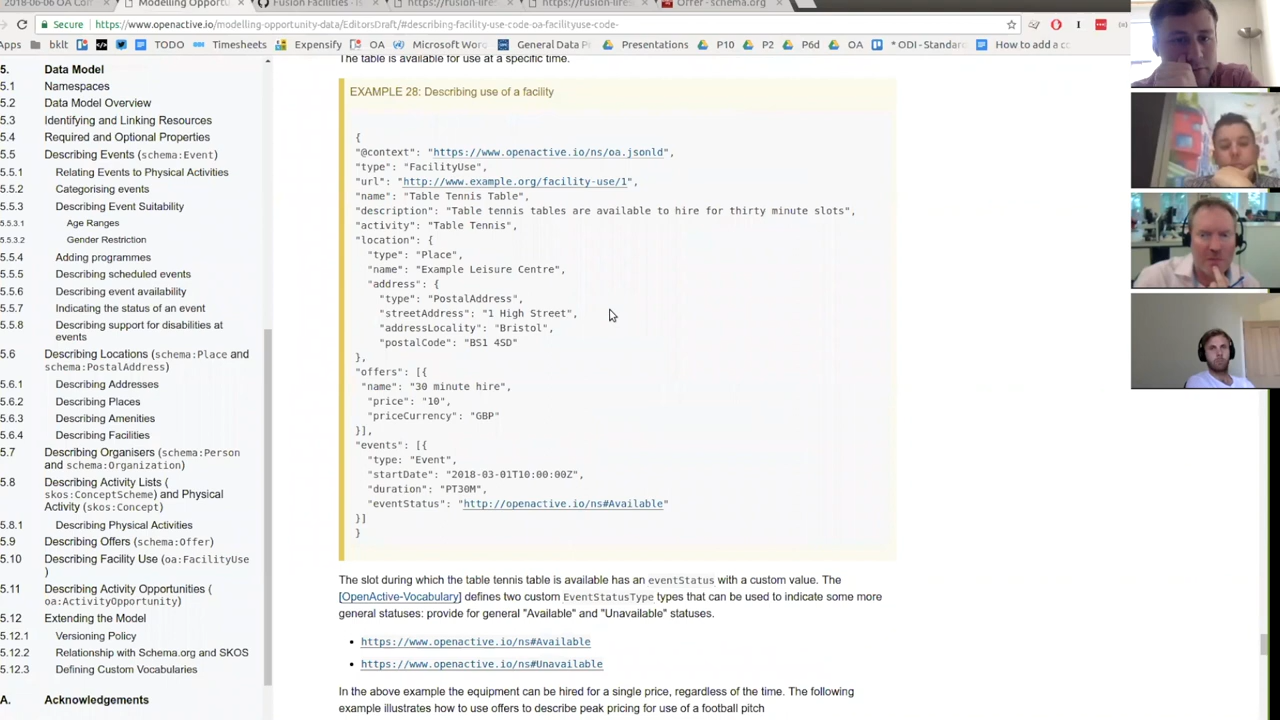 2018-06-06 OA Com
Modelling Opportu
Fusion Facilities - Is
https://fusion-lifes
https://fusion-lifes
Offer - schema.org
Secure https://www.openactive.io/modelling-opportunity-data/EditorsDraft/#describing-facility-use-code-oa-facilityuse-code-
Apps bklt TODO Timesheets Expensify OA Microsoft Word General Data P P10 P2 P6d OA * ODI - Standar How to add a c
5. Data Model
5.1 Namespaces
5.2 Data Model Overview
5.3 Identifying and Linking Resources
5.4 Required and Optional Properties
5.5 Describing Events (schema:Event)
5.5.1 Relating Events to Physical Activities
5.5.2 Categorising events
5.5.3 Describing Event Suitability
5.5.3.1 Age Ranges
5.5.3.2 Gender Restriction
5.5.4 Adding programmes
5.5.5 Describing scheduled events
5.5.6 Describing event availability
5.5.7 Indicating the status of an event
5.5.8 Describing support for disabilities at
events
5.6 Describing Locations (schema:Place and
schema:PostalAddress)
5.6.1 Describing Addresses
5.6.2 Describing Places
5.6.3 Describing Amenities
5.6.4 Describing Facilities
5.7 Describing Organisers (schema:Person
and schema:Organization)
5.8 Describing Activity Lists (
skos:ConceptScheme) and Physical
Activity (skos:Concept)
5.8.1 Describing Physical Activities
5.9 Describing Offers (schema:Offer)
5.10 Describing Facility Use (oa:FacilityUse
)
5.11 Describing Activity Opportunities (
oa:ActivityOpportunity)
5.12 Extending the Model
5.12.1 Versioning Policy
5.12.2 Relationship with Schema.org and SKOS
5.12.3 Defining Custom Vocabularies
A. Acknowledgements
The table is available for use at a specific time.
EXAMPLE 28: Describing use of a facility
{
"@context": "https://www.openactive.io/ns/oa.jsonld",
"type": "FacilityUse",
"url": "http://www.example.org/facility-use/1",
"name": "Table Tennis Table",
"description": "Table tennis tables are available to hire for thirty minute slots",
"activity": "Table Tennis",
"location": {
"type": "Place",
"name": "Example Leisure Centre",
"address": {
"type": "PostalAddress",
"streetAddress": "1 High Street",
"addressLocality": "Bristol",
"postalCode": "BS1 4SD"
},
"offers": [{
"name": "30 minute hire",
"price": "10",
"priceCurrency": "GBP"
}],
"events": [{
"type: "Event",
"startDate": "2018-03-01T10:00:00Z",
"duration": "PT30M",
"eventStatus": "http://openactive.io/ns#Available"
}]
}
The slot during which the table tennis table is available has an eventStatus with a custom value. The
[OpenActive-Vocabulary] defines two custom EventStatusType types that can be used to indicate some more
general statuses: provide for general "Available" and "Unavailable" statuses.
• https://www.openactive.io/ns#Available
• https://www.openactive.io/ns#Unavailable
In the above example the equipment can be hired for a single price, regardless of the time. The following
example illustrates how to use offers to describe peak pricing for use of a football pitch